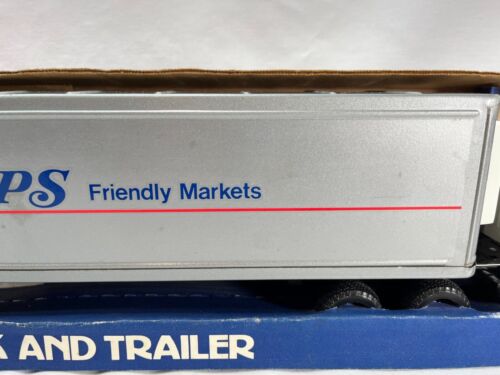 PS Friendly Markets
K AND TRAILER